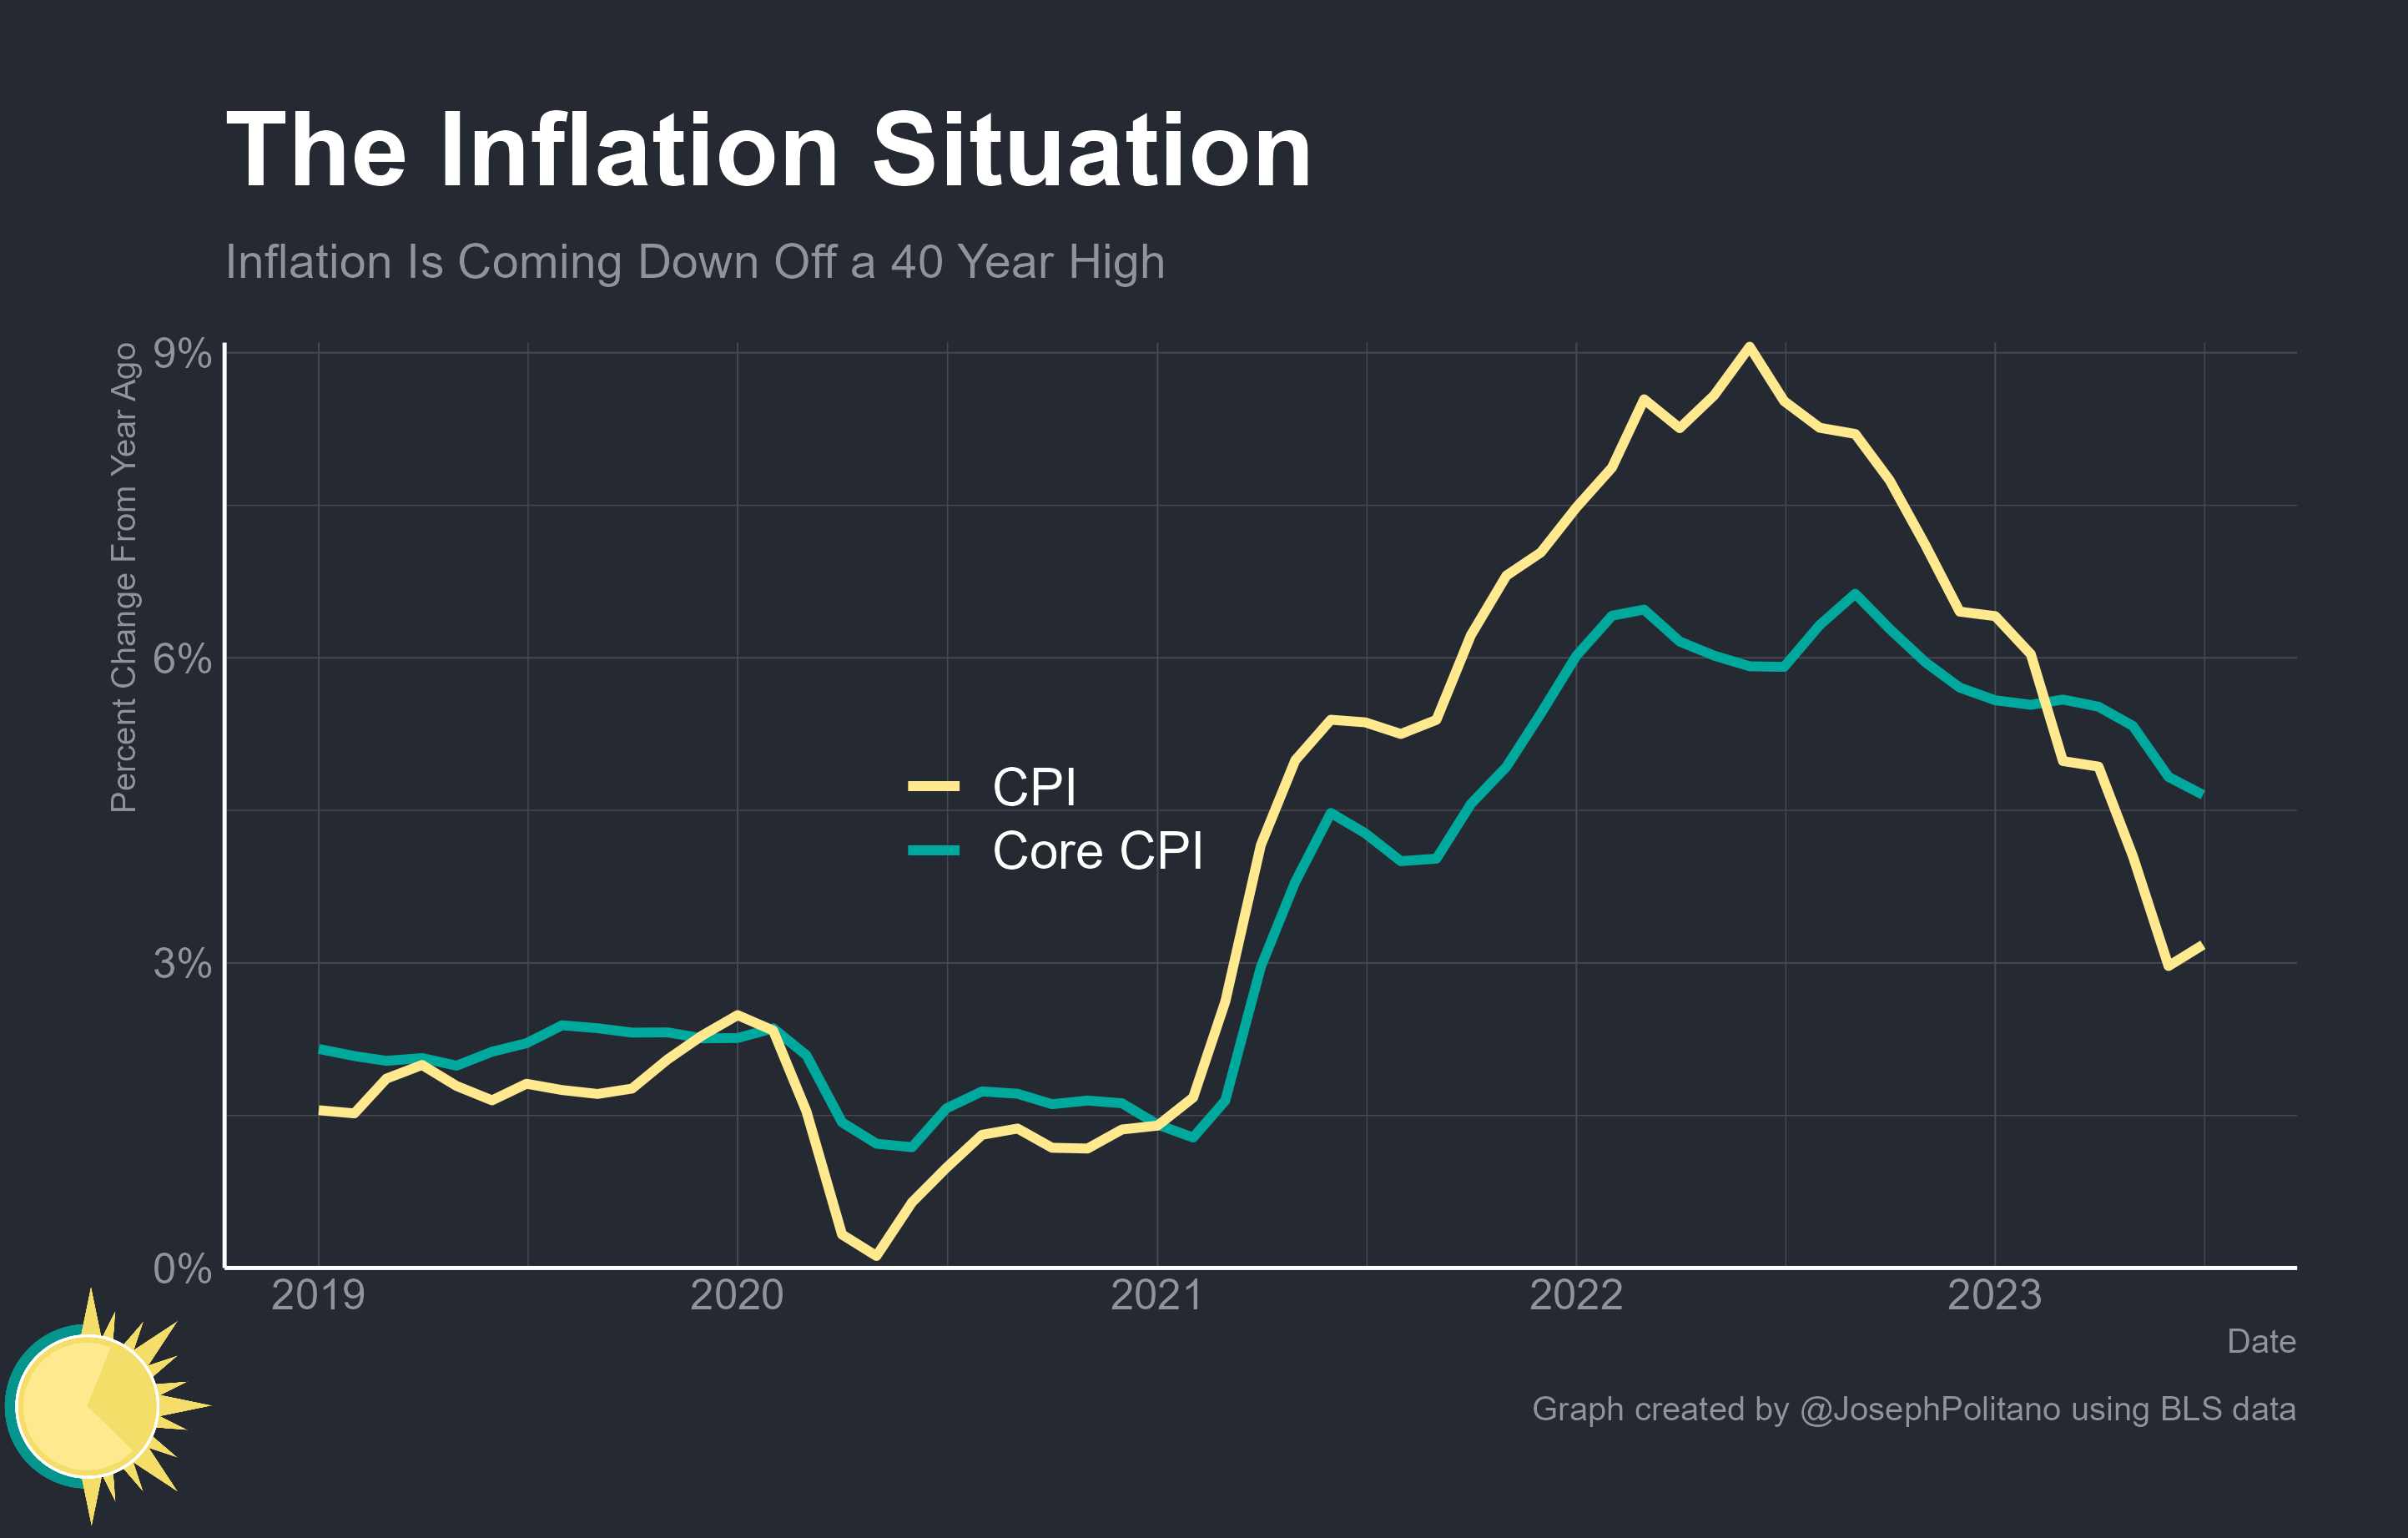 The Inflation Situation
Inflation Is Coming Down Off a 40 Year High
Percent Change From Year Ago
9%
6%
3%
0%
CPI
Core CPI
2019
2020
2021
2022
2023
Date
Graph created by @JosephPolitano using BLS data